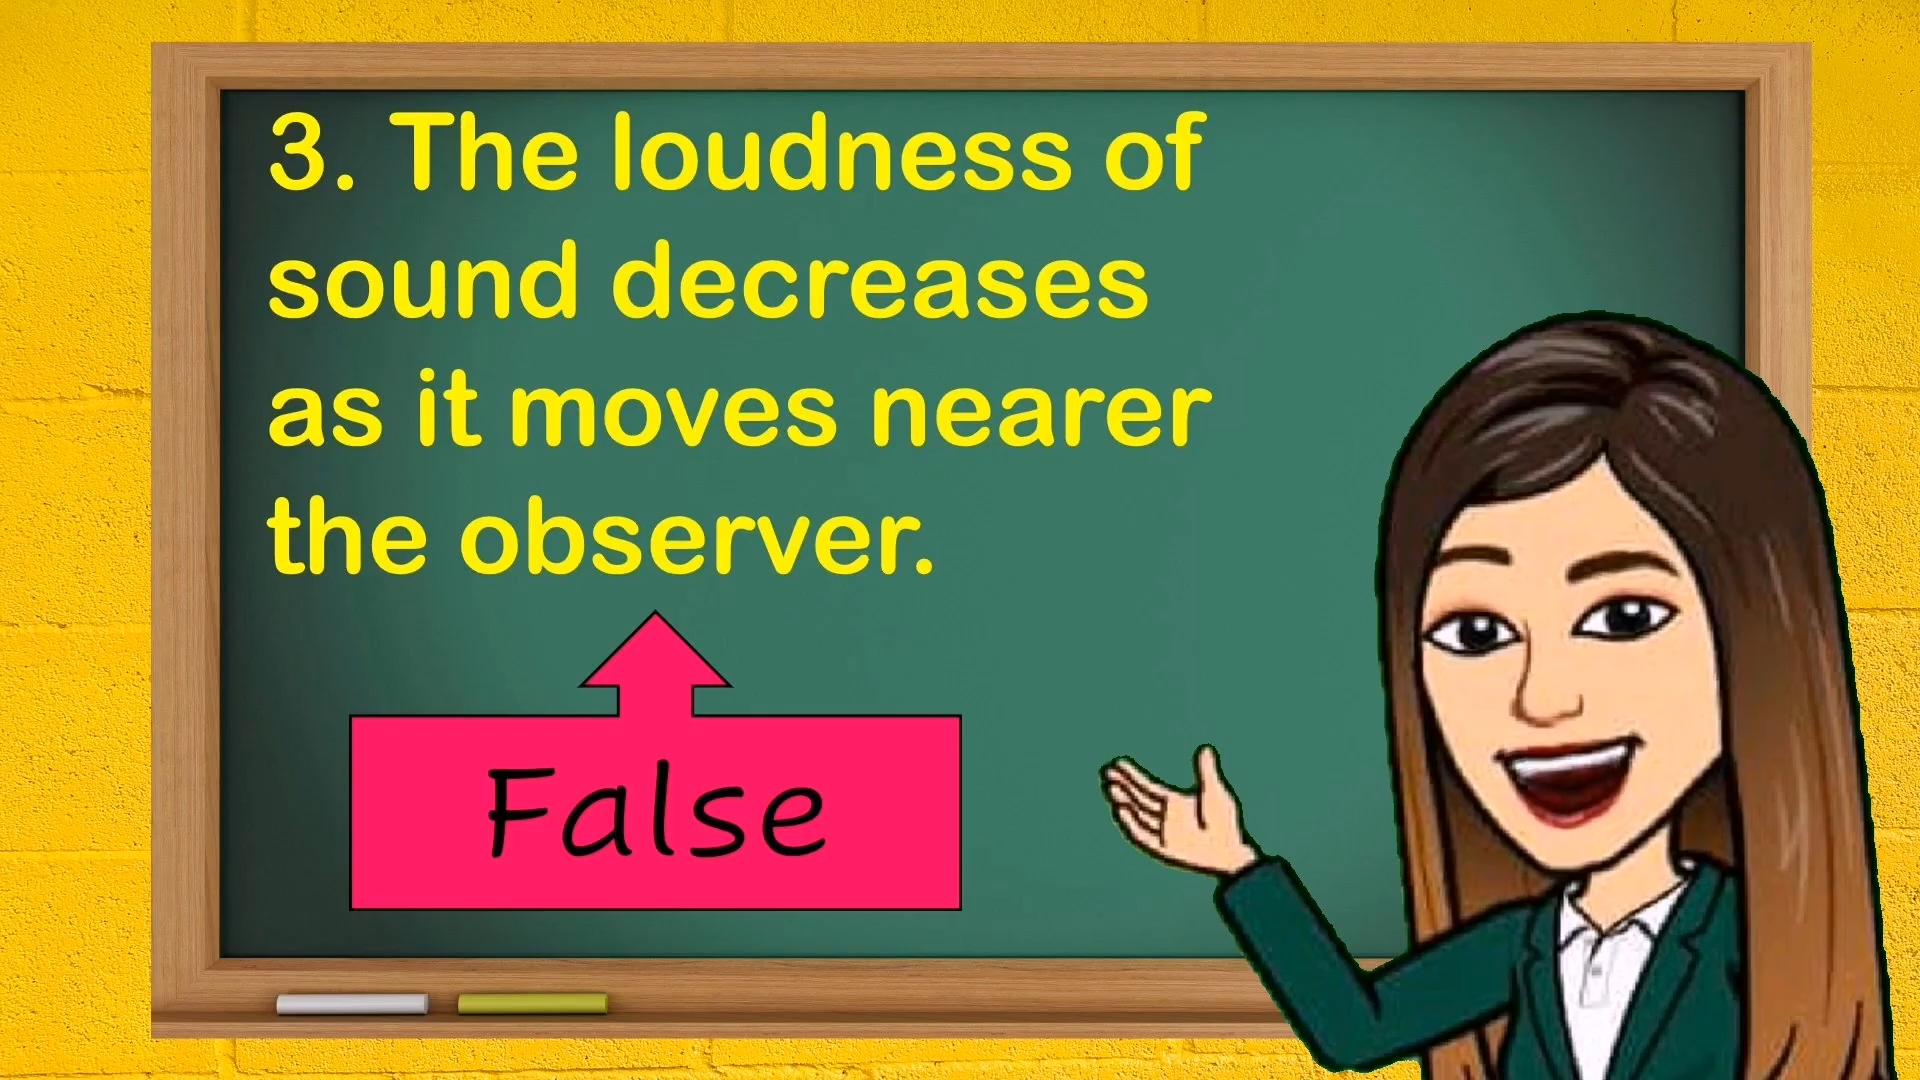 3. The loudness of
sound decreases
as it moves nearer
the observer.
False